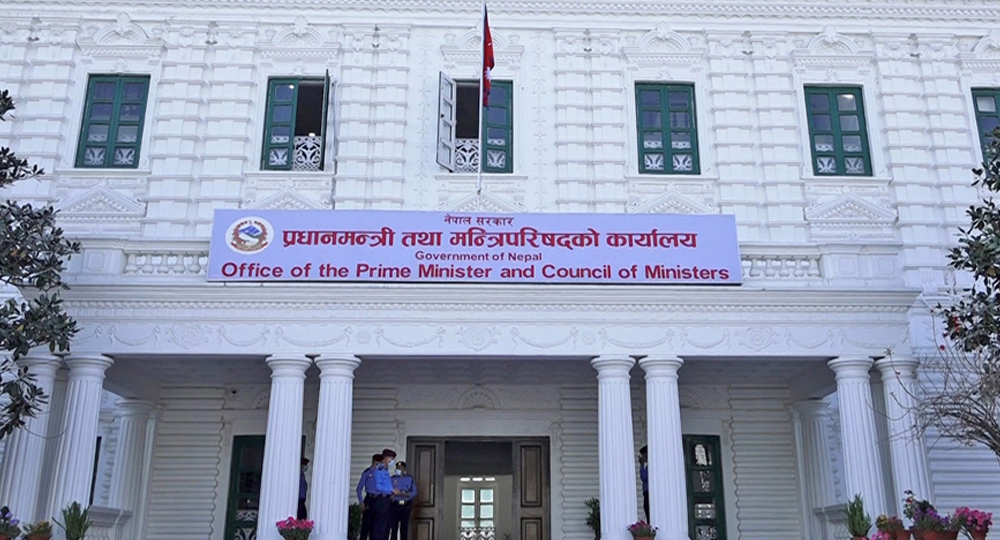 नेपाल सरकार
प्रधानमन्त्री तथा मन्त्रिपरिषद्को कार्यालय
Government of Nepal
Office of the Prime Minister and Council of Ministers